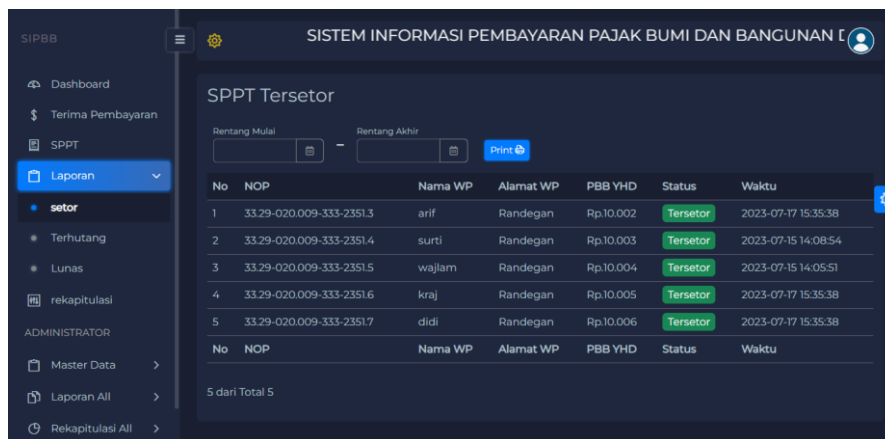 SIPBB
Dashboard
$ Terima Pembayaran
SPPT
Laporan
setor
Terhutang
Lunas
rekapitulasi
ADMINISTRATOR
Master Data
Laporan All
Rekapitulasi All
SISTEM INFORMASI PEMBAYARAN PAJAK BUMI DAN BANGUNAN
SPPT Tersetor
Rentang Mulai Rentang Akhir
– Print
No NOP Nama WP Alamat WP PBB YHD Status Waktu
1 33.29-020.009-333-2351.3 arif Randegan Rp.10.002 Tersetor 2023-07-17 15:35:38
2 33.29-020.009-333-2351.4 surti Randegan Rp.10.003 Tersetor 2023-07-15 14:08:54
3 33.29-020.009-333-2351.5 wajlam Randegan Rp.10.004 Tersetor 2023-07-15 14:05:51
4 33.29-020.009-333-2351.6 kraj Randegan Rp.10.005 Tersetor 2023-07-17 15:35:38
5 33.29-020.009-333-2351.7 didi Randegan Rp.10.006 Tersetor 2023-07-17 15:35:38
No NOP Nama WP Alamat WP PBB YHD Status Waktu
5 dari Total 5